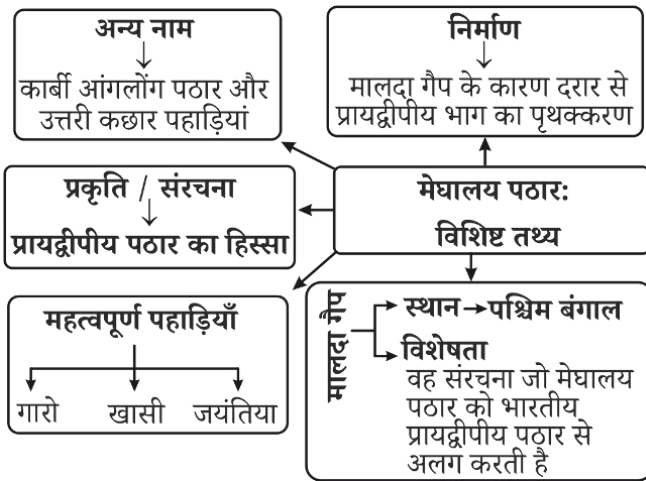 अन्य नाम
कार्बी आंगलोंग पठार और
उत्तरी कछार पहाड़ियां
निर्माण
मालदा गैप के कारण दरार से
प्रायद्वीपीय भाग का पृथक्करण
प्रकृति / संरचना
प्रायद्वीपीय पठार का हिस्सा
मेघालय पठार:
विशिष्ट तथ्य
महत्वपूर्ण पहाड़ियाँ
गारो खासी जयंतिया
मालदा गैप
स्थान → पश्चिम बंगाल
विशेषता
वह संरचना जो मेघालय
पठार को भारतीय
प्रायद्वीपीय पठार से
अलग करती है